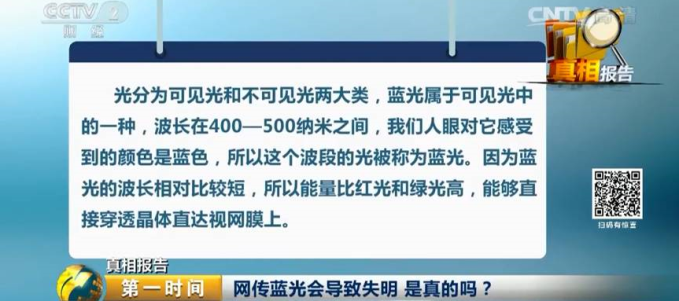 CCTV 2
财经
CNTV 高清
真相报告
光分为可见光和不可见光两大类，蓝光属于可见光中
的一种，波长在400—500纳米之间，我们人眼对它感受
到的颜色是蓝色，所以这个波段的光被称为蓝光。因为蓝
光的波长相对比较短，所以能量比红光和绿光高，能够直
接穿透晶体直达视网膜上。
扫码有惊喜
真相报告
第一时间
网传蓝光会导致失明 是真的吗？